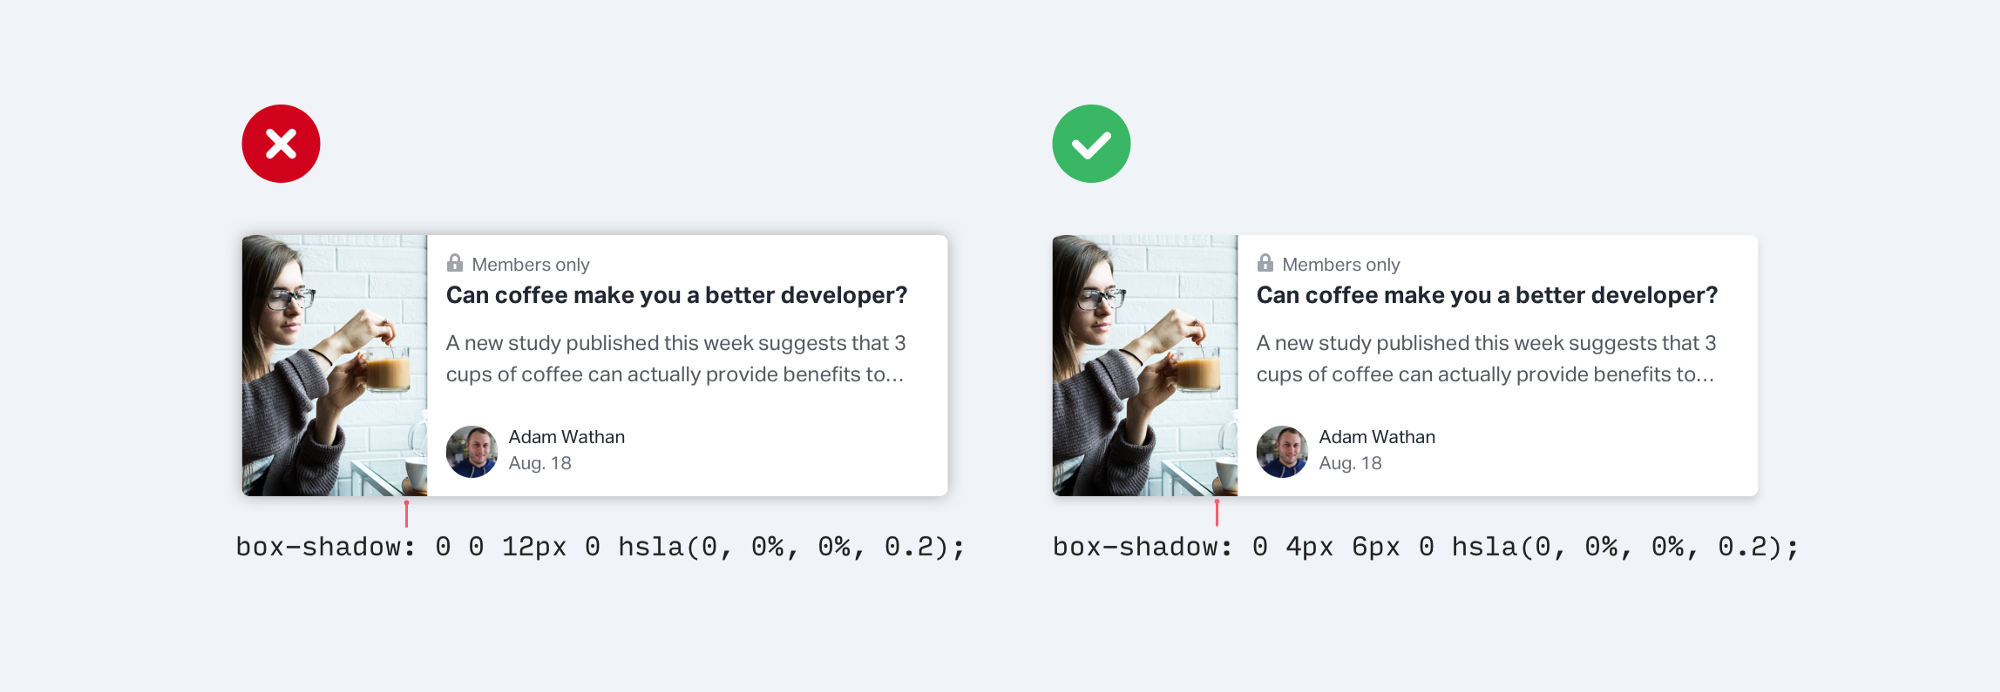 Members only
Can coffee make you a better developer?
A new study published this week suggests that 3
cups of coffee can actually provide benefits to…
Adam Wathan
Aug. 18
box-shadow: 0 0 12px 0 hsla(0, 0%, 0%, 0.2);
Members only
Can coffee make you a better developer?
A new study published this week suggests that 3
cups of coffee can actually provide benefits to…
Adam Wathan
Aug. 18
box-shadow: 0 4px 6px 0 hsla(0, 0%, 0%, 0.2);